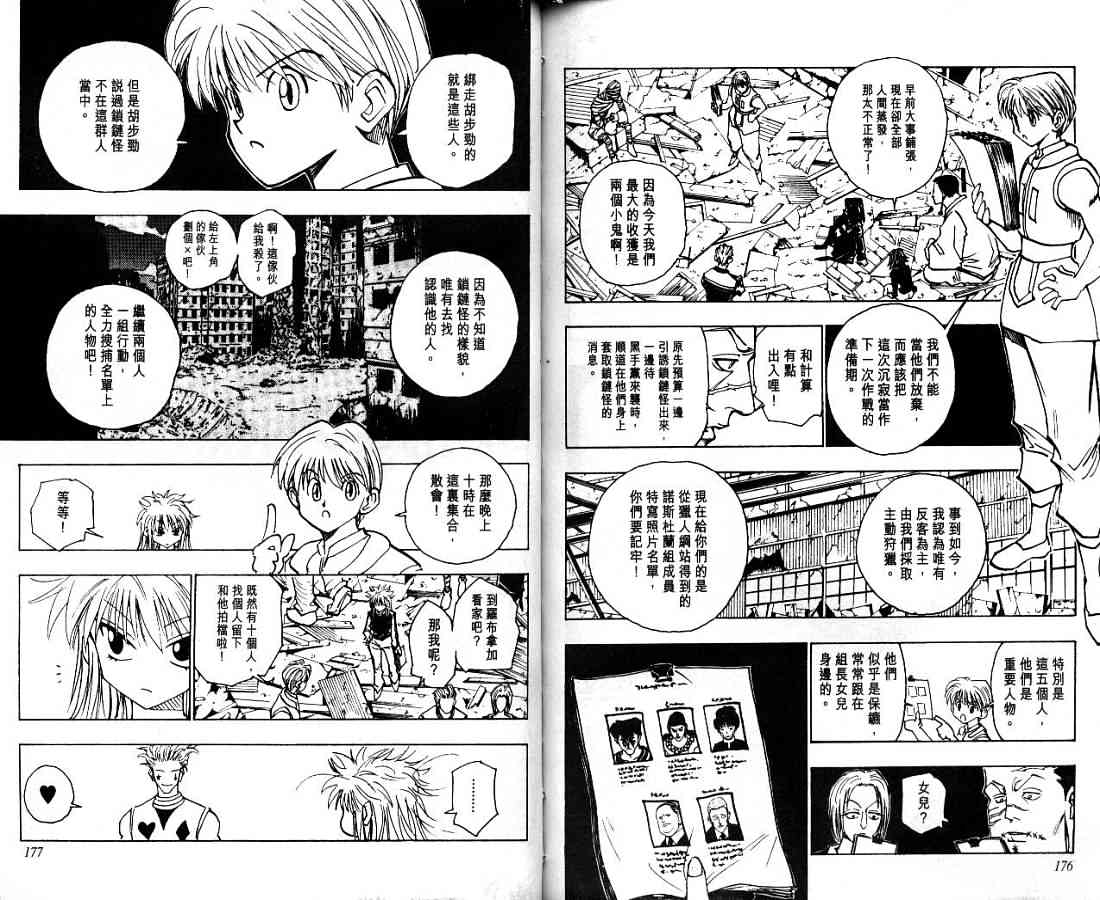 早前大事鋪張，
現在卻全部
人間蒸發，
那太不正常了！
因為今天我們
最大的收獲是
兩個小鬼啊！
我們不能
當他們放棄，
而應該把
這次沉寂當作
下一次作戰的
準備期。
和計算
有點
出入哩！
原先預算一邊
引誘鎖鏈怪出來，
一邊待
黑手黨來襲時，
順道在他們身上
套取鎖鏈怪的
消息。
事到如今，
我認為唯有
反客為主，
由我們採取
主動狩獵。
現在給你們的是
從獵人網站得到的
諾斯杜蘭組成員
特寫照片名單，
你們要記牢！
特別是
這五個人，
他們是
重要人物。
他們
似乎是保鑣，
常常跟在
組長女兒
身邊的。
女兒？
176
綁走胡步勁的
就是這些人。
但是胡步勁
說過鎖鏈怪
不在這群人
當中。
因為不知道
鎖鏈怪的樣貌，
唯有去找
認識他的人。
啊！這傢伙
給我殺了。
給左上角
的傢伙
劃個×吧！
繼續兩個人
一組行動，
全力搜捕名單上
的人物吧！
那麼晚上
十時在
這裏集合，
散會！
等等！
到羅布拿加
看家吧？
那我呢？
既然有十個人，
找個人留下
和他拍檔啦！
………
♥
177